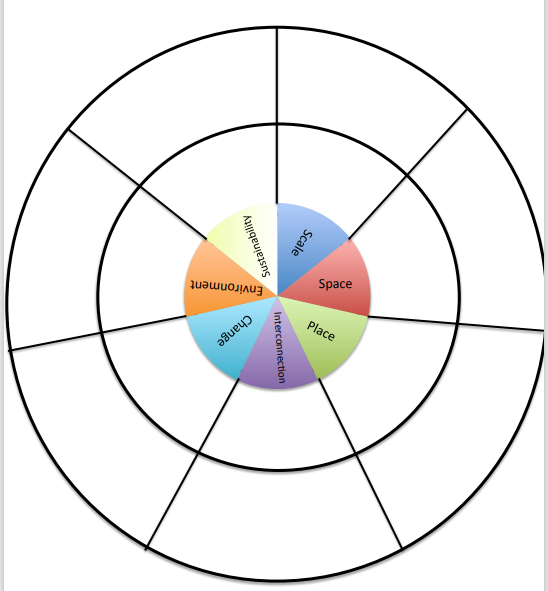 Scale
Space
Place
Interconnection
Change
Environment
Sustainability